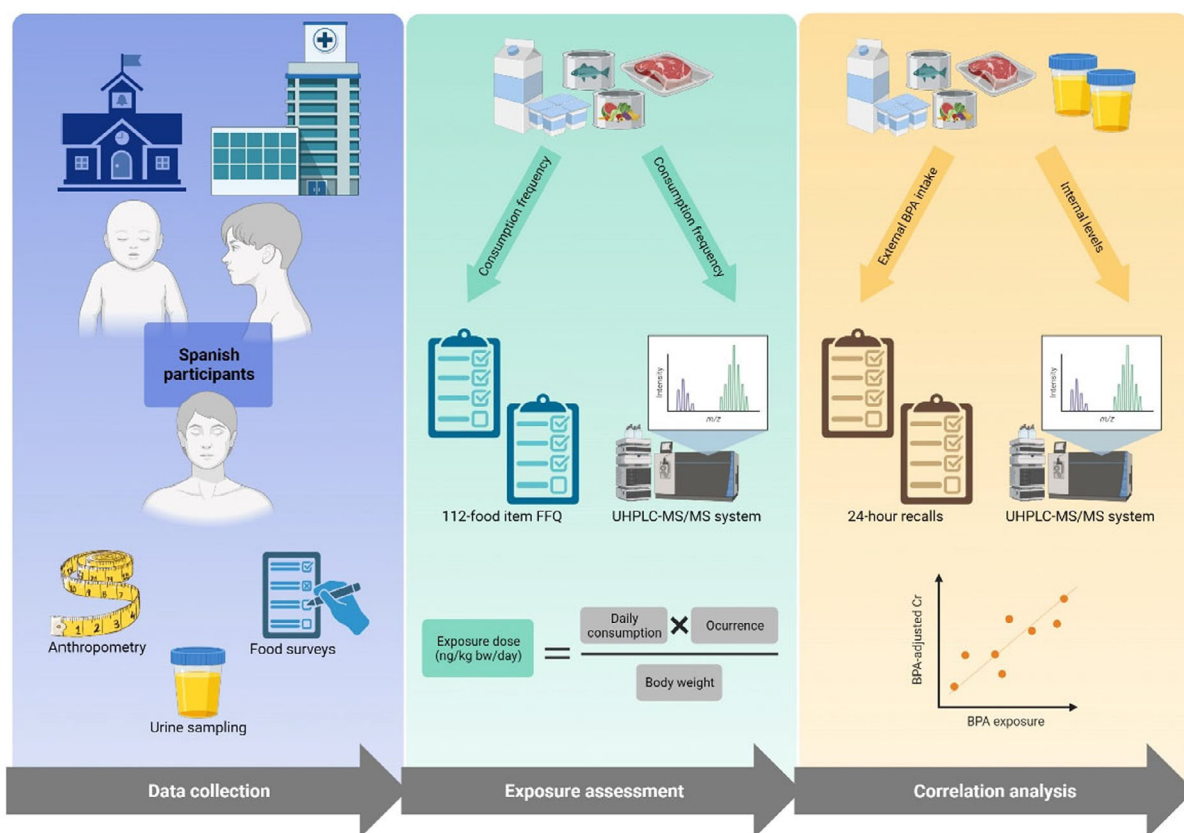 Spanish
participants
Anthropometry
Food surveys
Urine sampling
Data collection
Consumption frequency
Consumption frequency
Intensity
m/z
112-food item FFQ
UHPLC-MS/MS system
Exposure dose
(ng/kg bw/day)
=
Daily
consumption
×
Ocurrence
Body weight
Exposure assessment
External BPA intake
Internal levels
Intensity
m/z
24-hour recalls
UHPLC-MS/MS system
BPA-adjusted Cr
BPA exposure
Correlation analysis